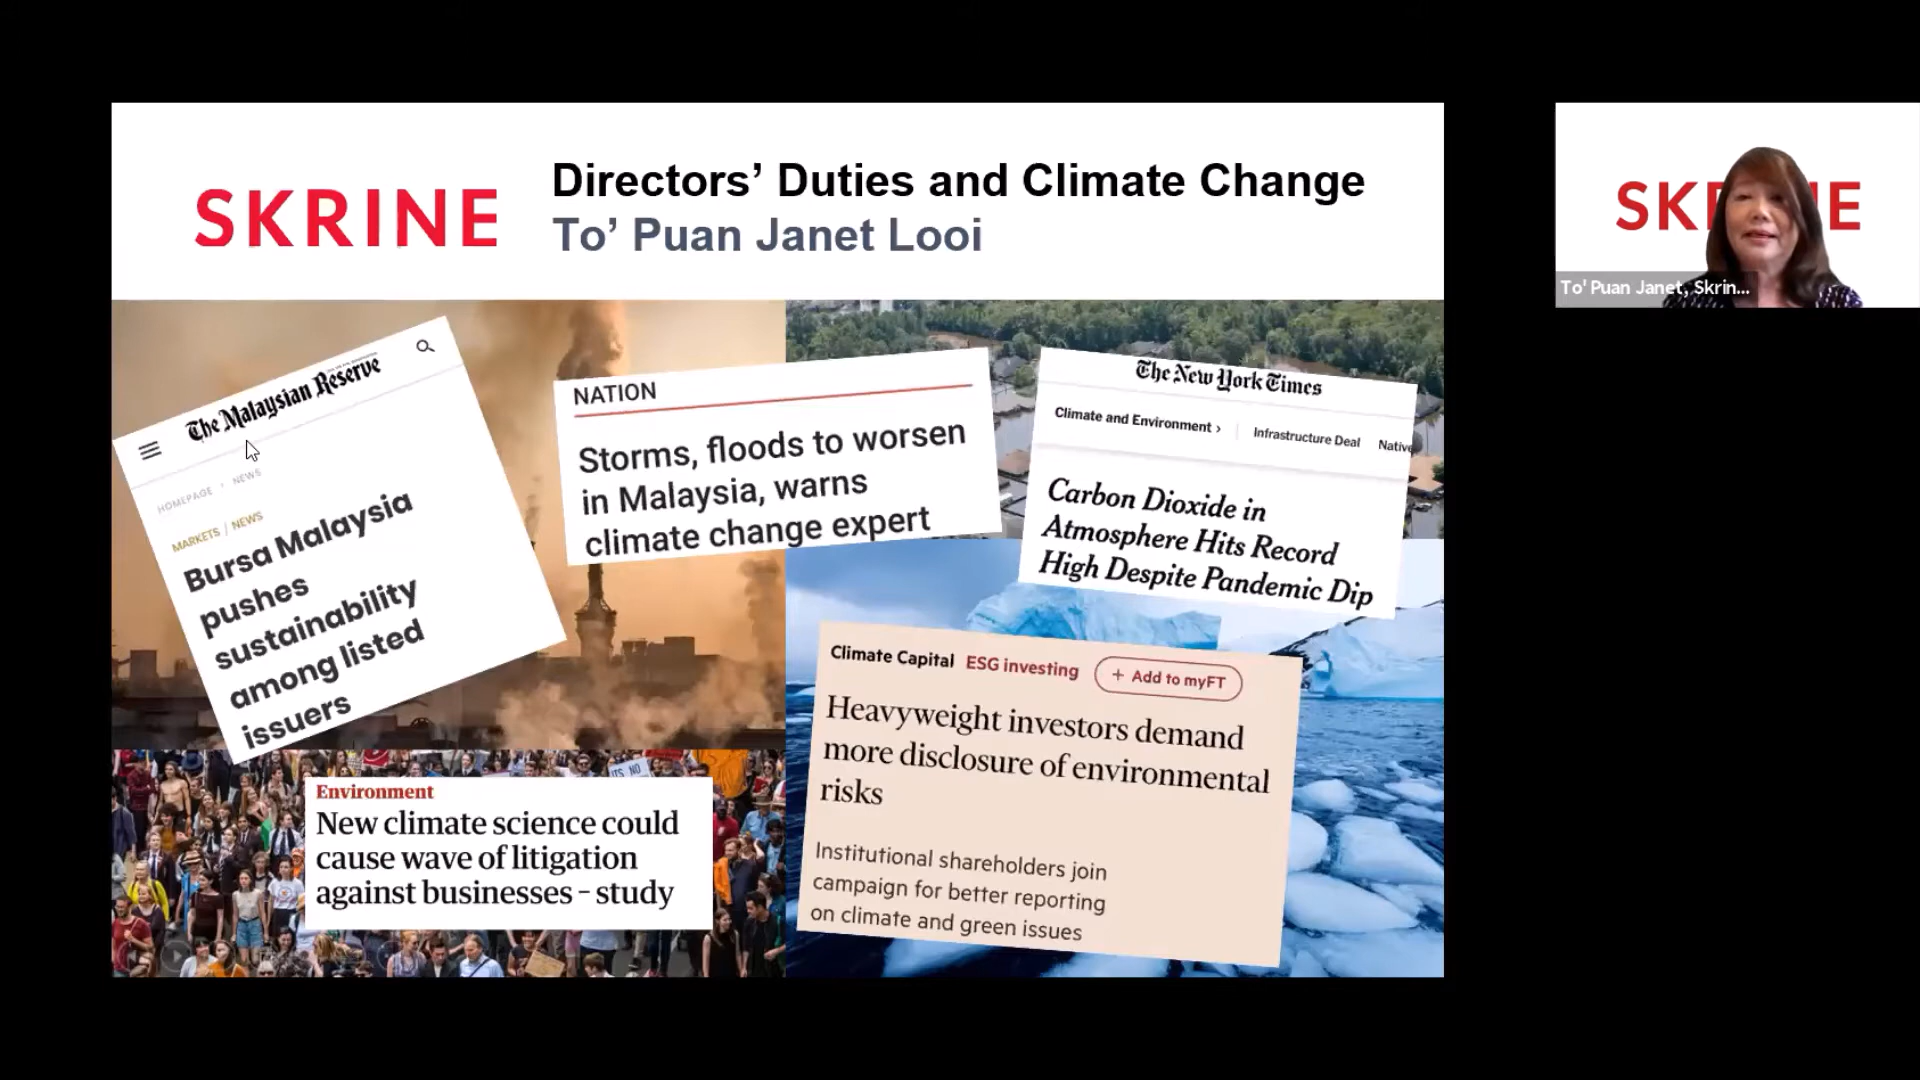 SKRINE
Directors’ Duties and Climate Change
To’ Puan Janet Looi
The Malaysian Reserve
HOMEPAGE › NEWS
MARKETS / NEWS
Bursa Malaysia
pushes
sustainability
among listed
issuers
NATION
Storms, floods to worsen
in Malaysia, warns
climate change expert
The New York Times
Climate and Environment ›
Infrastructure Deal
Native
Carbon Dioxide in
Atmosphere Hits Record
High Despite Pandemic Dip
Environment
New climate science could
cause wave of litigation
against businesses – study
Climate Capital ESG investing + Add to myFT
Heavyweight investors demand
more disclosure of environmental
risks
Institutional shareholders join
campaign for better reporting
on climate and green issues
SK E
To' Puan Janet, Skrin...